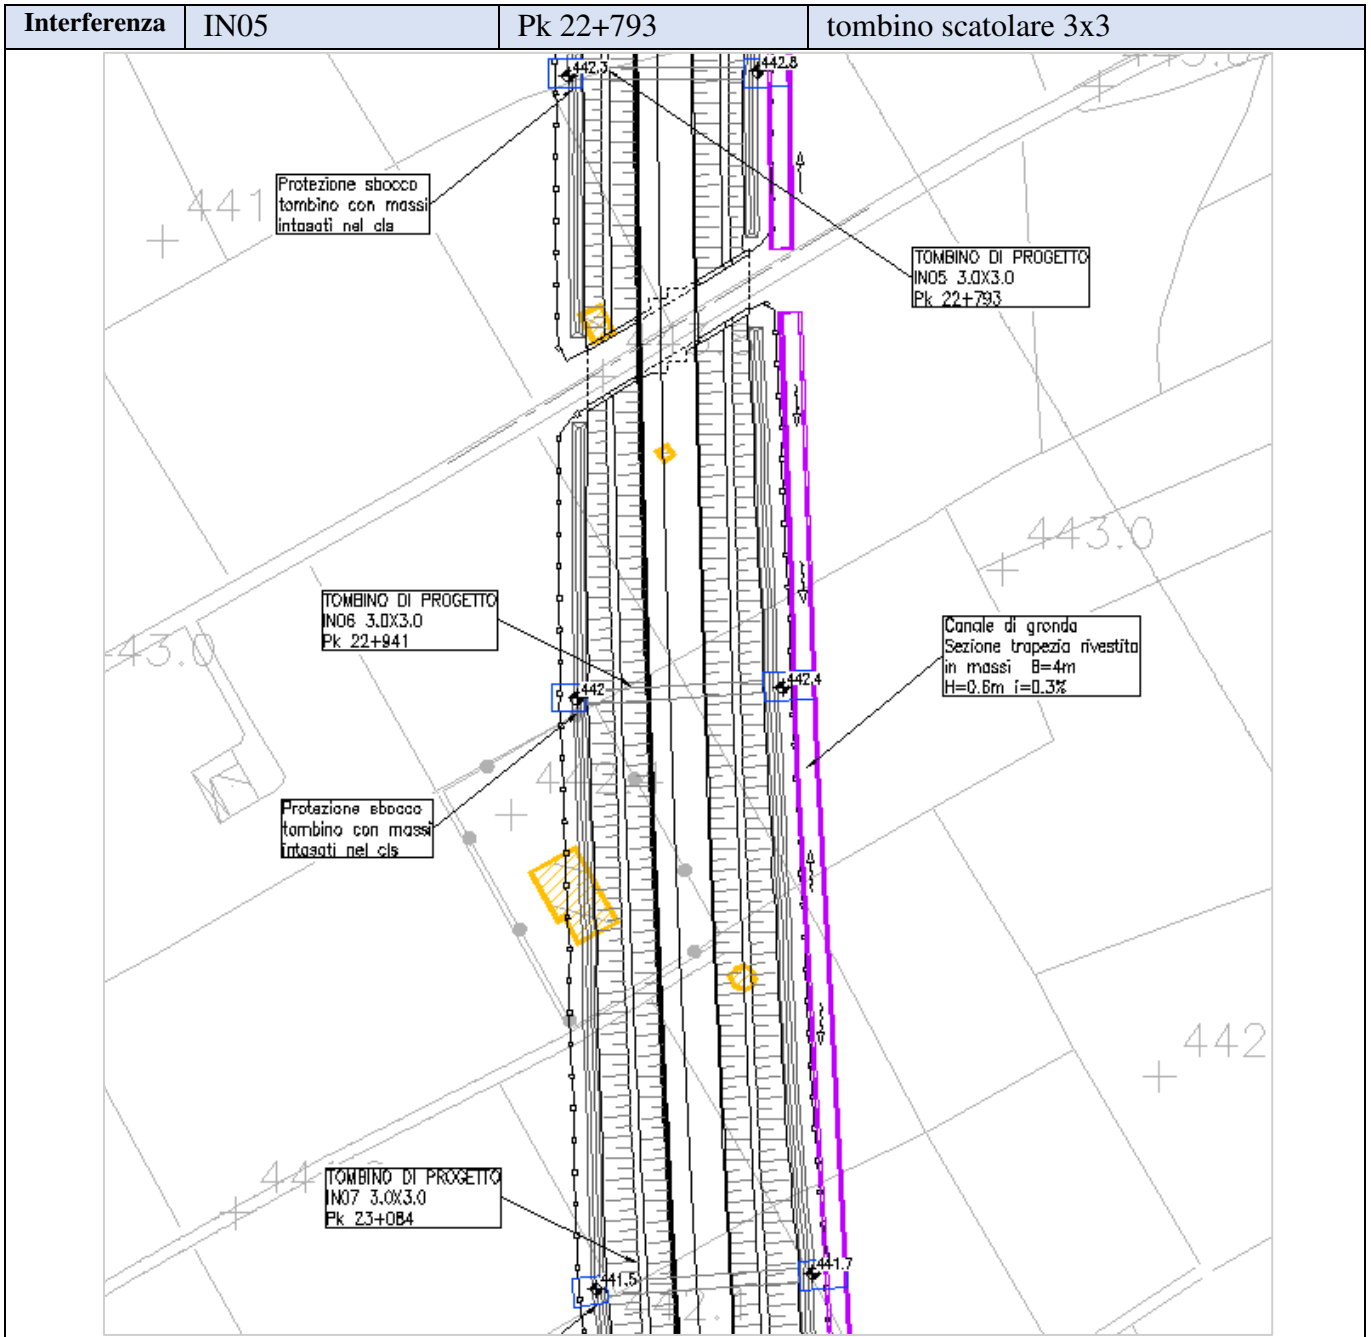 Interferenza IN05 Pk 22+793 tombino scatolare 3x3
442.3
442.8
443.0
Protezione sbocco
tombino con massi
intasati nel cls
441
TOMBINO DI PROGETTO
IN05 3.0X3.0
Pk 22+793
443.0
TOMBINO DI PROGETTO
IN06 3.0X3.0
Pk 22+941
43.0
Canale di gronda
Sezione trapezia rivestita
in massi B=4m
H=0.6m i=0.3%
442
442.4
442.4
Protezione sbocco
tombino con massi
intasati nel cls
442
TOMBINO DI PROGETTO
IN07 3.0X3.0
Pk 23+084
441.5
441.7